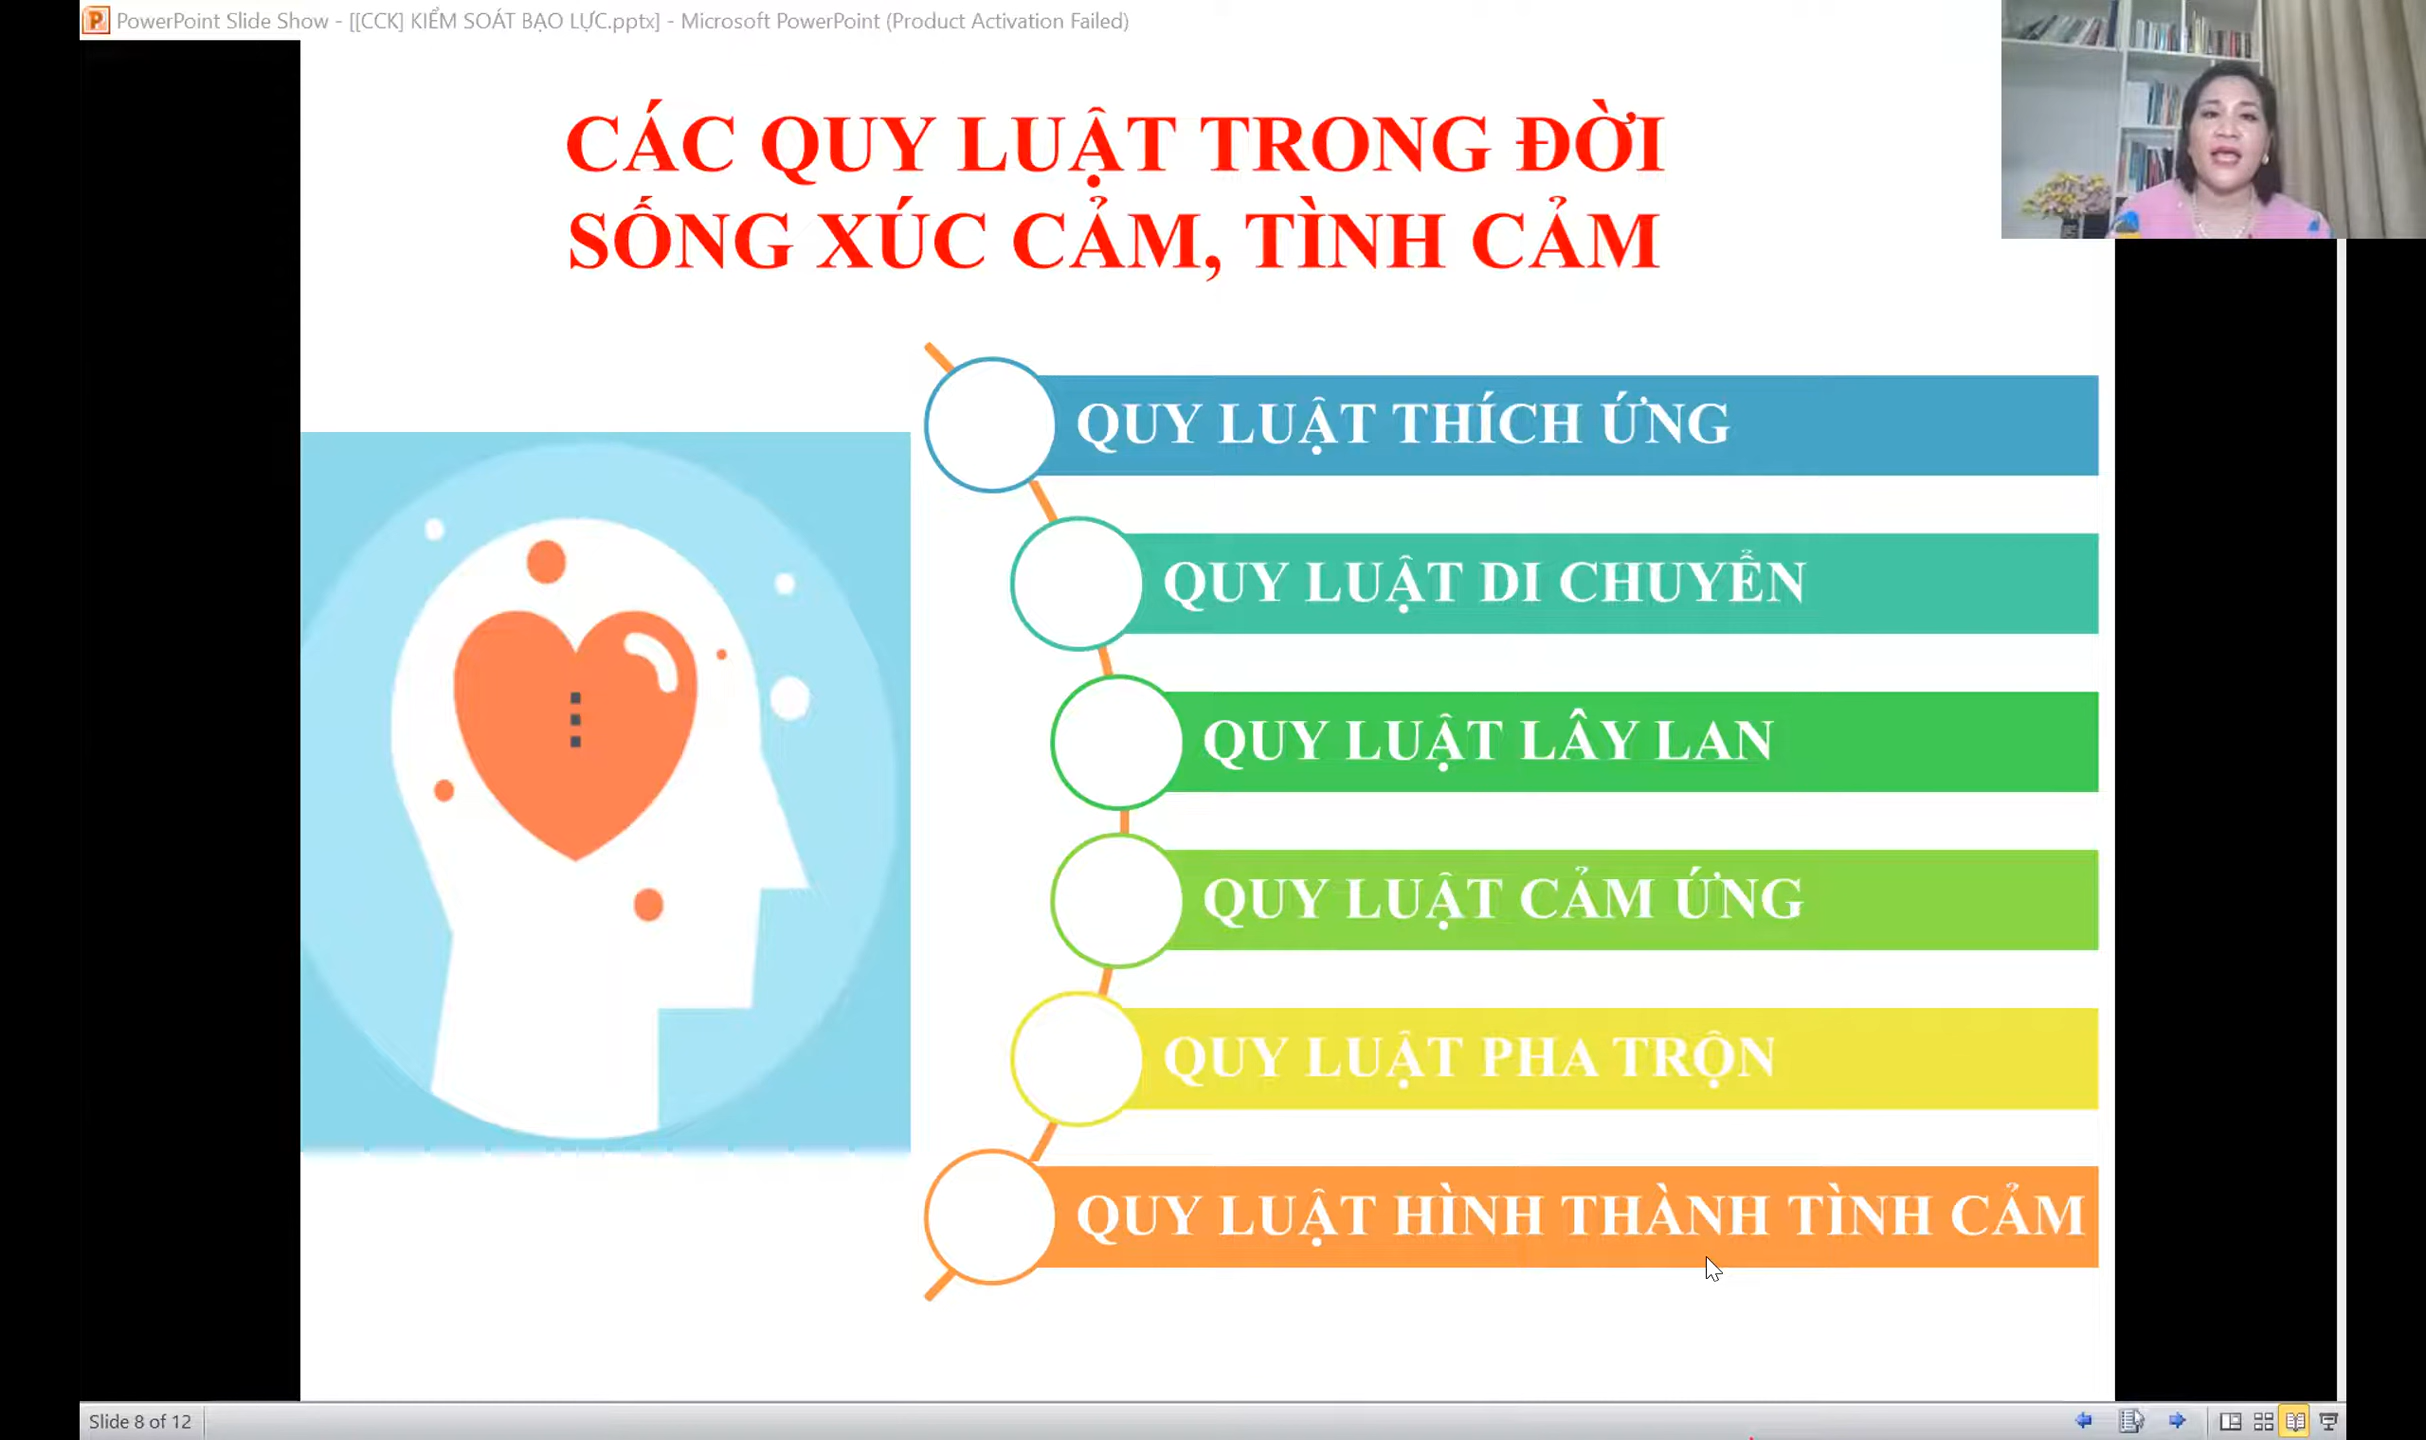 PowerPoint Slide Show - [[CCK] KIỂM SOÁT BẠO LỰC.pptx] - Microsoft PowerPoint (Product Activation Failed)
CÁC QUY LUẬT TRONG ĐỜI
SỐNG XÚC CẢM, TÌNH CẢM
QUY LUẬT THÍCH ỨNG
QUY LUẬT DI CHUYỂN
QUY LUẬT LÂY LAN
QUY LUẬT CẢM ỨNG
QUY LUẬT PHA TRỘN
QUY LUẬT HÌNH THÀNH TÌNH CẢM
Slide 8 of 12